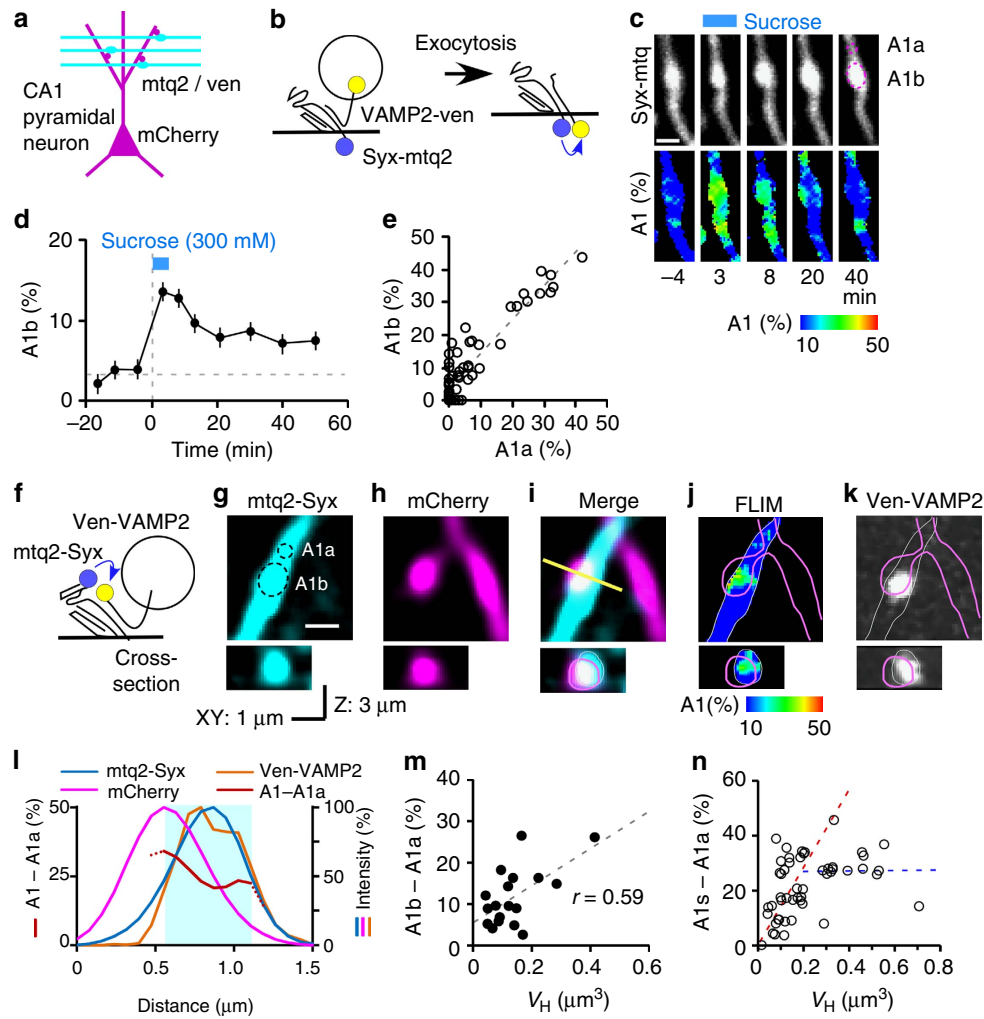 a
CA1
pyramidal
neuron
mtq2 / ven
mCherry
b
Exocytosis
VAMP2-ven
Syx-mtq2
c
Sucrose
Syx-mtq
A1a
A1b
A1 (%)
–4 3 8 20 40
min
A1 (%)
10 50
d
Sucrose (300 mM)
A1b (%)
20
10
0
–20 0 20 40 60
Time (min)
e
A1b (%)
50
40
30
20
10
0
0 10 20 30 40 50
A1a (%)
f
Ven-VAMP2
mtq2-Syx
Cross-
section
g
mtq2-Syx
A1a
A1b
XY: 1 μm
Z: 3 μm
h
mCherry
i
Merge
j
FLIM
A1(%)
10 50
k
Ven-VAMP2
l
mtq2-Syx
mCherry
Ven-VAMP2
A1–A1a
A1 – A1a (%)
50
25
0
Intensity (%)
100
50
0
0 0.5 1.0 1.5
Distance (μm)
m
A1b – A1a (%)
40
30
20
10
0
r = 0.59
0 0.2 0.4 0.6
VH (μm³)
n
A1s – A1a (%)
60
40
20
0
0 0.2 0.4 0.6 0.8
VH (μm³)